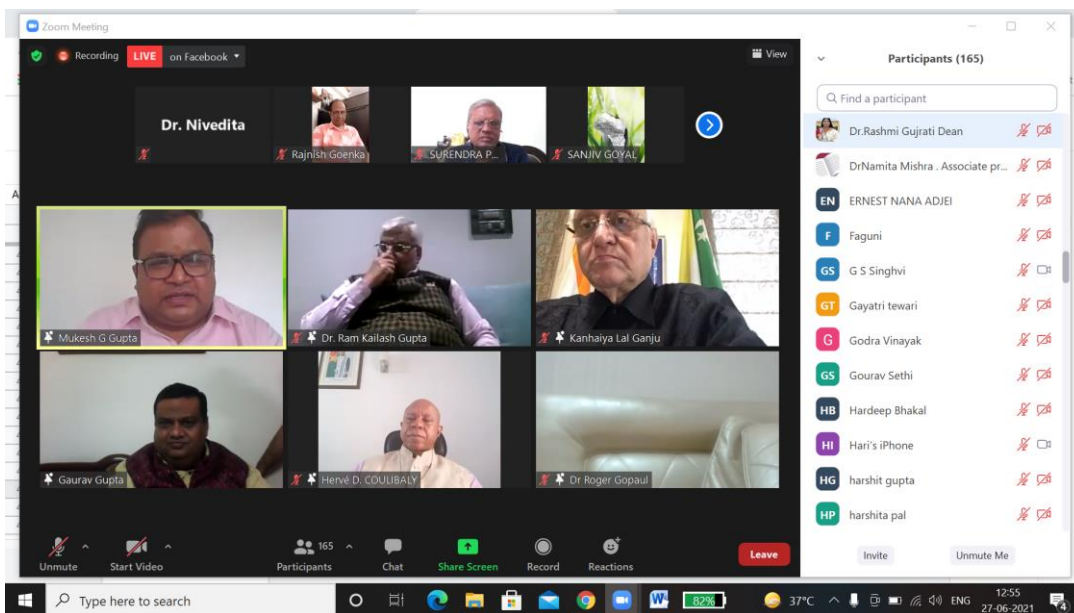 Zoom Meeting
Recording
LIVE on Facebook
View
Dr. Nivedita
Rajnish Goenka
SURENDRA P...
SANJIV GOYAL
Mukesh G Gupta
Dr. Ram Kailash Gupta
Kanhaiya Lal Ganju
Gaurav Gupta
Hervé D. COULIBALY
Dr Roger Gopaul
Unmute
Start Video
165
Participants
Chat
Share Screen
Record
Reactions
Leave
Participants (165)
Find a participant
Dr.Rashmi Gujrati Dean
DrNamita Mishra . Associate pr...
EN ERNEST NANA ADJEI
F Faguni
GS G S Singhvi
GT Gayatri tewari
G Godra Vinayak
GS Gourav Sethi
HB Hardeep Bhakal
HI Hari's iPhone
HG harshit gupta
HP harshita pal
Invite
Unmute Me
Type here to search
W
82%
37°C
ENG
12:55
27-06-2021
4